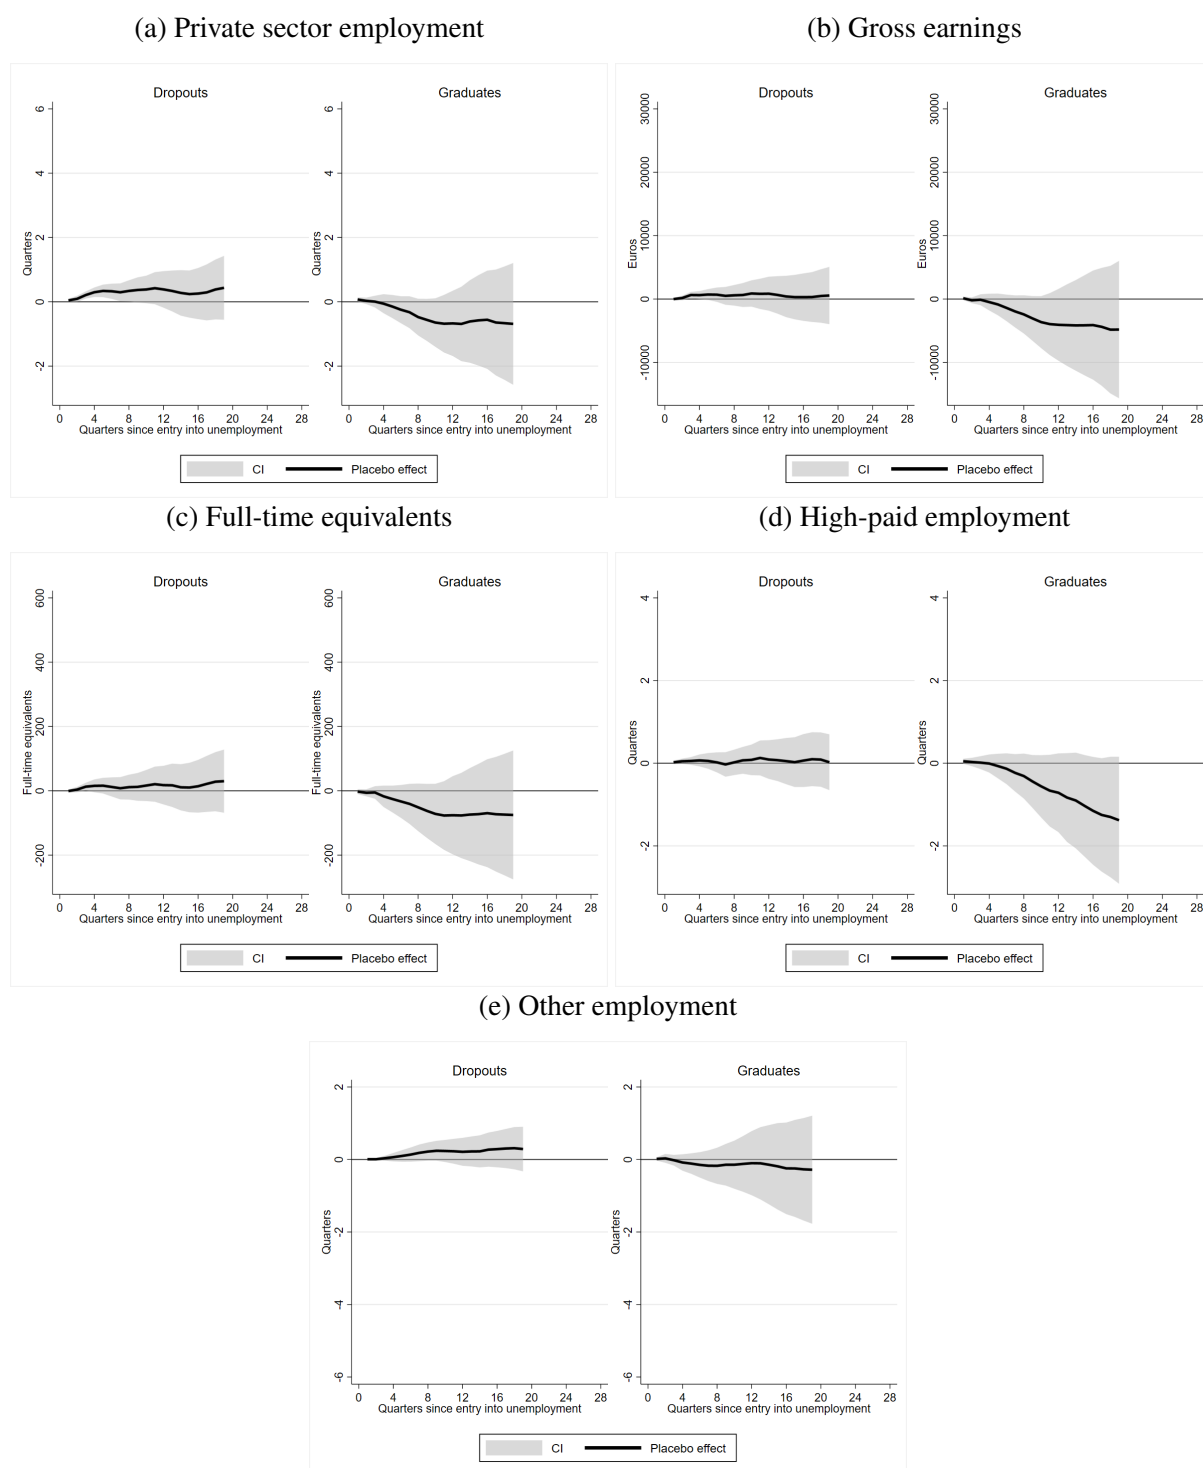 (a) Private sector employment
(b) Gross earnings
Dropouts
Graduates
Quarters
6
4
2
0
-2
0 4 8 12 16 20 24 28
Quarters since entry into unemployment
Quarters
6
4
2
0
-2
0 4 8 12 16 20 24 28
Quarters since entry into unemployment
CI
Placebo effect
Dropouts
Graduates
Euros
30000
20000
10000
0
-10000
0 4 8 12 16 20 24 28
Quarters since entry into unemployment
Euros
30000
20000
10000
0
-10000
0 4 8 12 16 20 24 28
Quarters since entry into unemployment
CI
Placebo effect
(c) Full-time equivalents
(d) High-paid employment
Dropouts
Graduates
Full-time equivalents
600
400
200
0
-200
0 4 8 12 16 20 24 28
Quarters since entry into unemployment
Full-time equivalents
600
400
200
0
-200
0 4 8 12 16 20 24 28
Quarters since entry into unemployment
CI
Placebo effect
Dropouts
Graduates
Quarters
4
2
0
-2
0 4 8 12 16 20 24 28
Quarters since entry into unemployment
Quarters
4
2
0
-2
0 4 8 12 16 20 24 28
Quarters since entry into unemployment
CI
Placebo effect
(e) Other employment
Dropouts
Graduates
Quarters
2
0
-2
-4
-6
0 4 8 12 16 20 24 28
Quarters since entry into unemployment
Quarters
2
0
-2
-4
-6
0 4 8 12 16 20 24 28
Quarters since entry into unemployment
CI
Placebo effect